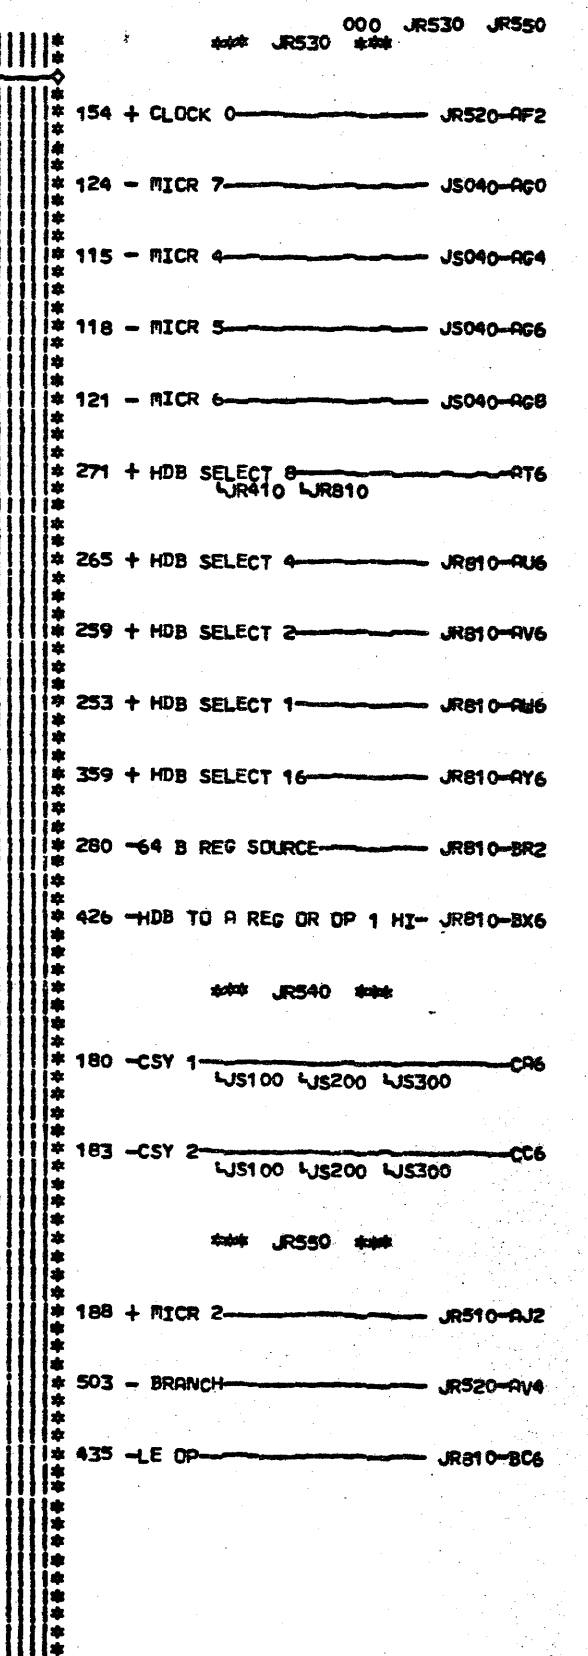 000 JR530 JR550
*** JR530 ***
154 + CLOCK 0 JR520-AF2
124 - MICR 7 JS040-AG0
115 - MICR 4 JS040-AG4
118 - MICR 5 JS040-AG6
121 - MICR 6 JS040-AG8
271 + HDB SELECT 8 AT6
JR410 JR810
265 + HDB SELECT 4 JR810-AU6
259 + HDB SELECT 2 JR810-AV6
253 + HDB SELECT 1 JR810-AW6
359 + HDB SELECT 16 JR810-AY6
280 -64 B REG SOURCE JR810-BR2
426 -HDB TO A REG OR OP 1 HI- JR810-BX6
*** JR540 ***
180 -CSY 1 CA6
JS100 JS200 JS300
183 -CSY 2 CC6
JS100 JS200 JS300
*** JR550 ***
188 + MICR 2 JR510-AJ2
503 - BRANCH JR520-AV4
435 -LE OP JR810-BC6